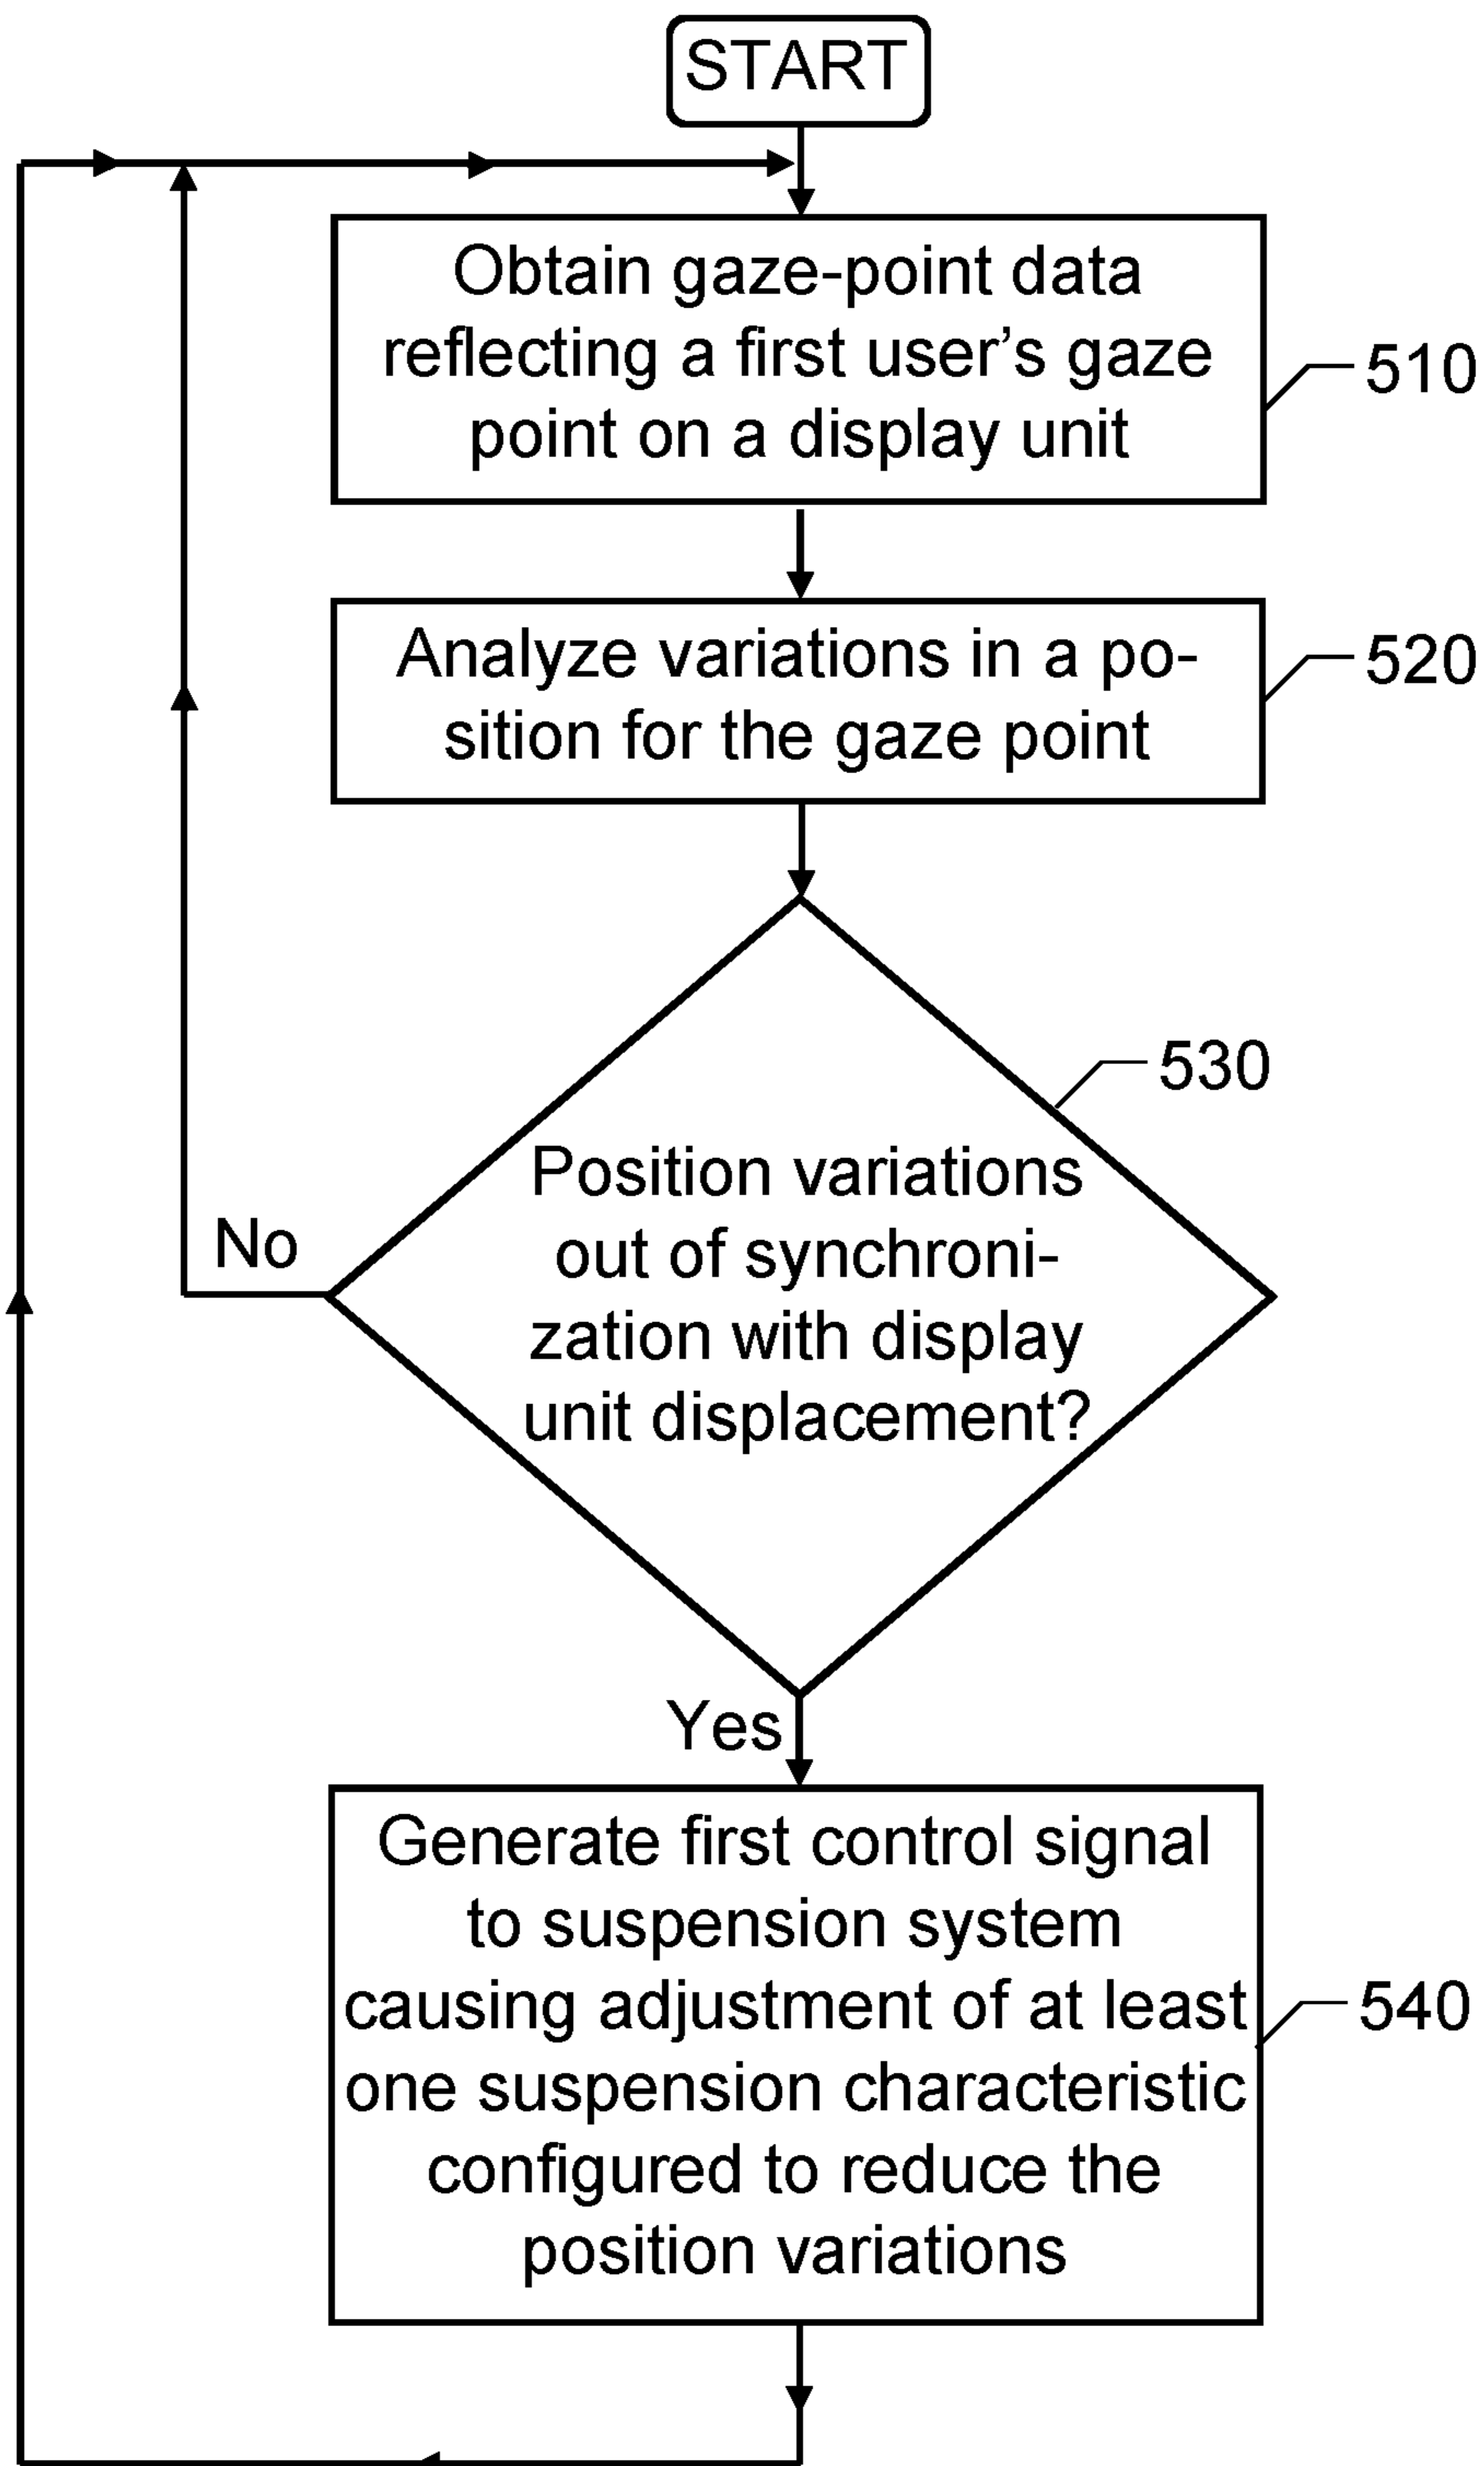 START
Obtain gaze-point data
reflecting a first user’s gaze
point on a display unit
510
Analyze variations in a po-
sition for the gaze point
520
530
Position variations
out of synchroni-
zation with display
unit displacement?
No
Yes
Generate first control signal
to suspension system
causing adjustment of at least
one suspension characteristic
configured to reduce the
position variations
540